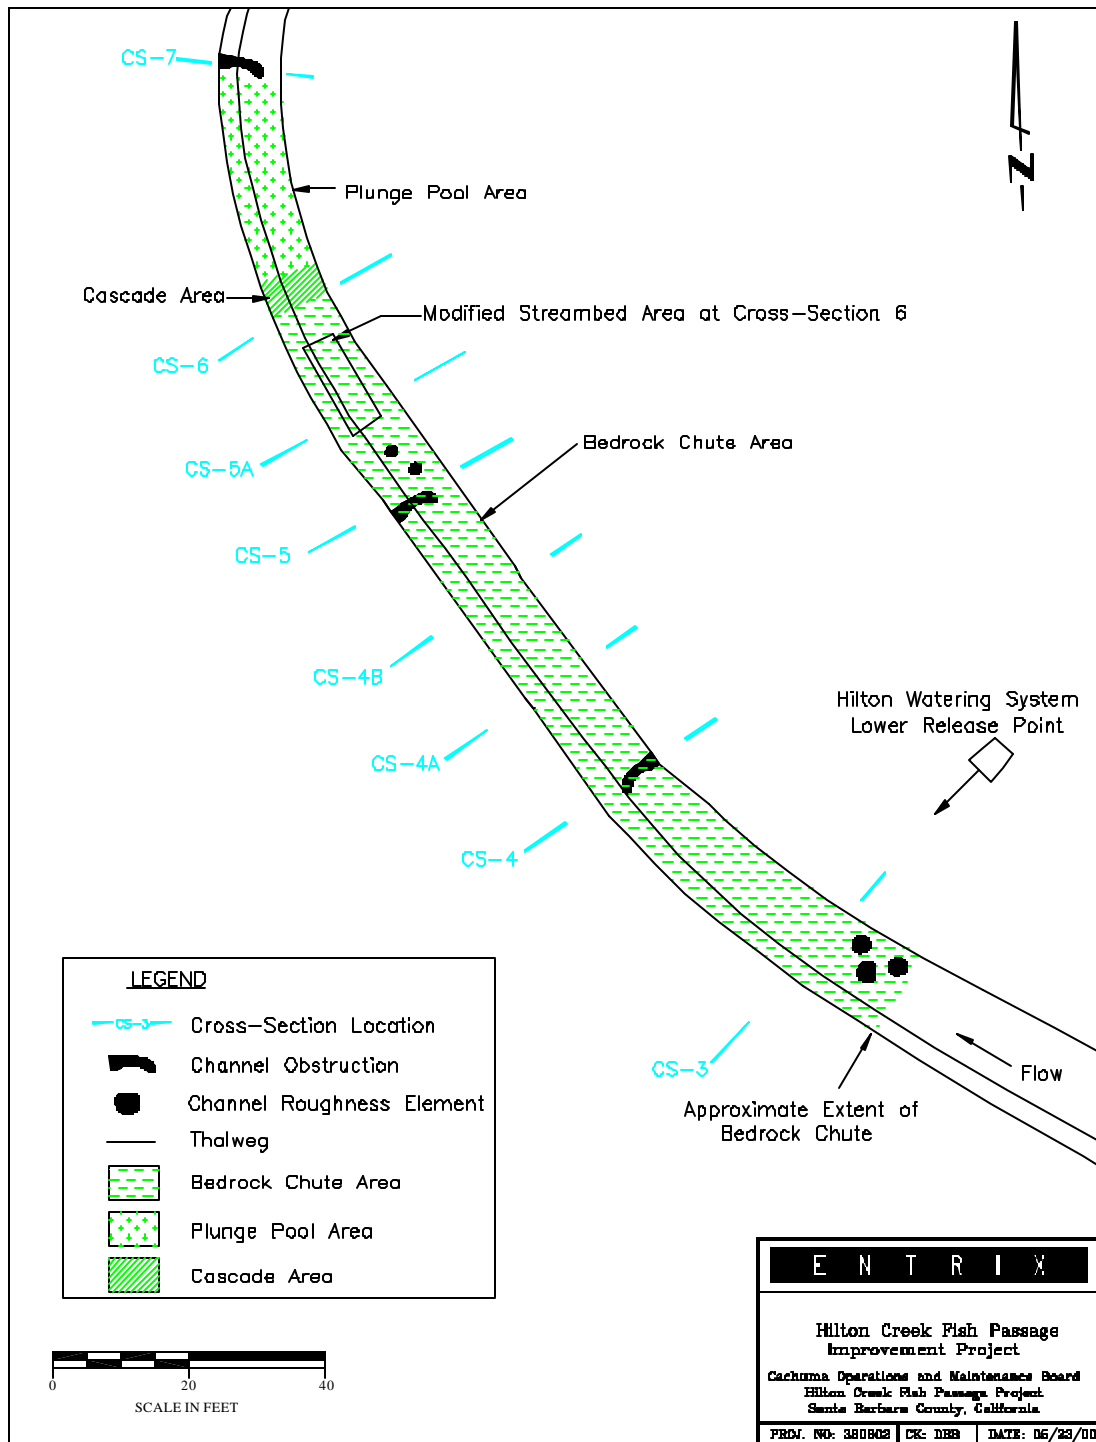 CS-7
Plunge Pool Area
Cascade Area
Modified Streambed Area at Cross-Section 6
CS-6
Bedrock Chute Area
CS-5A
CS-5
CS-4B
Hilton Watering System
Lower Release Point
CS-4A
CS-4
CS-3
Flow
Approximate Extent of
Bedrock Chute
N
LEGEND
CS-3
Cross-Section Location
Channel Obstruction
Channel Roughness Element
Thalweg
Bedrock Chute Area
Plunge Pool Area
Cascade Area
0 20 40
SCALE IN FEET
ENTRIX
Hilton Creek Fish Passage
Improvement Project
Cachuma Operations and Maintenance Board
Hilton Creek Fish Passage Project
Santa Barbara County, California
PROJ. NO: 380902
CK: DBB
DATE: 06/23/00